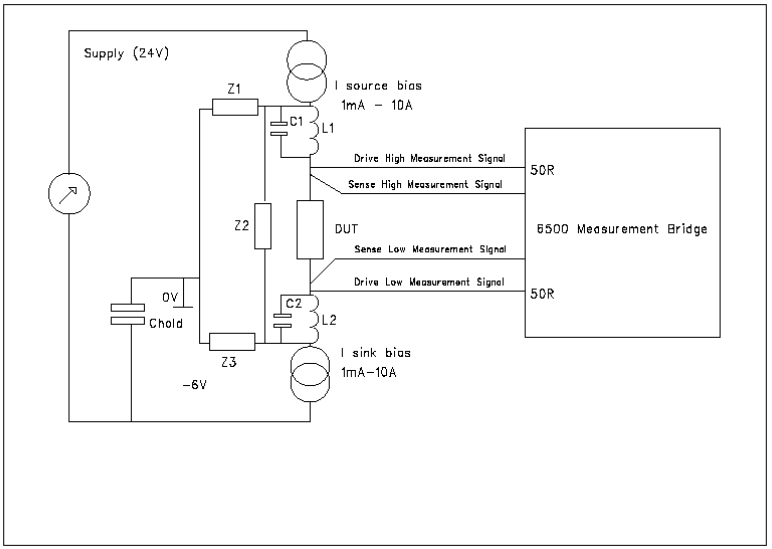 Supply (24V)
I source bias
1mA - 10A
Z1
C1
L1
Drive High Measurement Signal
50R
Sense High Measurement Signal
Z2
DUT
6500 Measurement Bridge
Sense Low Measurement Signal
Drive Low Measurement Signal
50R
0V
Chold
C2
L2
Z3
I sink bias
1mA-10A
-6V